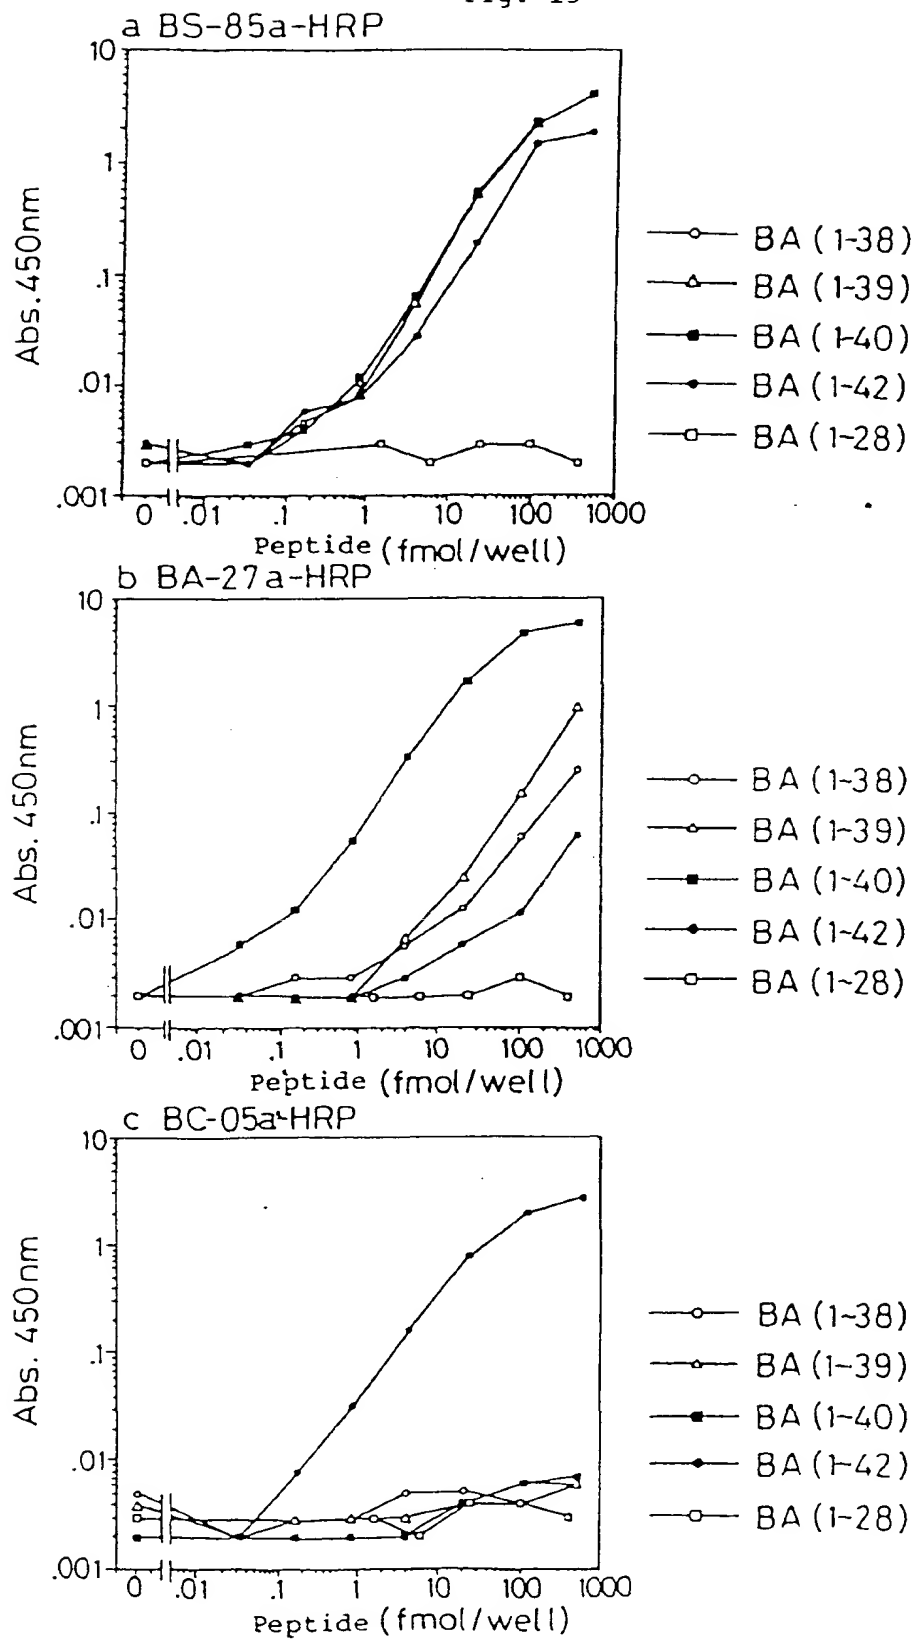 Fig. 15
a BS-85a-HRP
10
1
.1
.01
.001
Abs. 450nm
0 .01 .1 1 10 100 1000
Peptide (fmol/well)
BA (1-38)
BA (1-39)
BA (1-40)
BA (1-42)
BA (1-28)
b BA-27a-HRP
10
1
.1
.01
.001
Abs. 450nm
0 .01 .1 1 10 100 1000
Peptide (fmol/well)
BA (1~38)
BA (1~39)
BA (1~40)
BA (1~42)
BA (1~28)
c BC-05a-HRP
10
1
.1
.01
.001
Abs. 450nm
0 .01 .1 1 10 100 1000
Peptide (fmol/well)
BA (1~38)
BA (1~39)
BA (1~40)
BA (1~42)
BA (1~28)